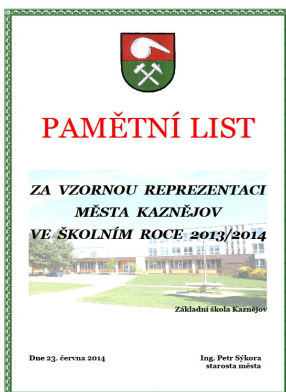 PAMĚTNÍ LIST
ZA VZORNOU REPREZENTACI
MĚSTA KAZNĚJOV
VE ŠKOLNÍM ROCE 2013/2014
Základní škola Kaznějov
Dne 23. června 2014
Ing. Petr Sýkora
starosta města